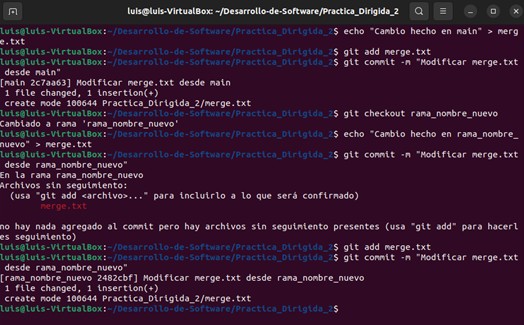 luis@luis-VirtualBox: ~/Desarrollo-de-Software/Practica_Dirigida_2
luis@luis-VirtualBox:~/Desarrollo-de-Software/Practica_Dirigida_2$ echo "Cambio hecho en main" > merg
e.txt
luis@luis-VirtualBox:~/Desarrollo-de-Software/Practica_Dirigida_2$ git add merge.txt
luis@luis-VirtualBox:~/Desarrollo-de-Software/Practica_Dirigida_2$ git commit -m "Modificar merge.txt
 desde main"
[main 2c7aa63] Modificar merge.txt desde main
 1 file changed, 1 insertion(+)
 create mode 100644 Practica_Dirigida_2/merge.txt
luis@luis-VirtualBox:~/Desarrollo-de-Software/Practica_Dirigida_2$ git checkout rama_nombre_nuevo
Cambiado a rama 'rama_nombre_nuevo'
luis@luis-VirtualBox:~/Desarrollo-de-Software/Practica_Dirigida_2$ echo "Cambio hecho en rama_nombre_
nuevo" > merge.txt
luis@luis-VirtualBox:~/Desarrollo-de-Software/Practica_Dirigida_2$ git commit -m "Modificar merge.txt
 desde rama_nombre_nuevo"
En la rama rama_nombre_nuevo
Archivos sin seguimiento:
  (usa "git add <archivo>..." para incluirlo a lo que será confirmado)
        merge.txt

no hay nada agregado al commit pero hay archivos sin seguimiento presentes (usa "git add" para hacerl
es seguimiento)
luis@luis-VirtualBox:~/Desarrollo-de-Software/Practica_Dirigida_2$ git add merge.txt
luis@luis-VirtualBox:~/Desarrollo-de-Software/Practica_Dirigida_2$ git commit -m "Modificar merge.txt
 desde rama_nombre_nuevo"
[rama_nombre_nuevo 2482cbf] Modificar merge.txt desde rama_nombre_nuevo
 1 file changed, 1 insertion(+)
 create mode 100644 Practica_Dirigida_2/merge.txt
luis@luis-VirtualBox:~/Desarrollo-de-Software/Practica_Dirigida_2$